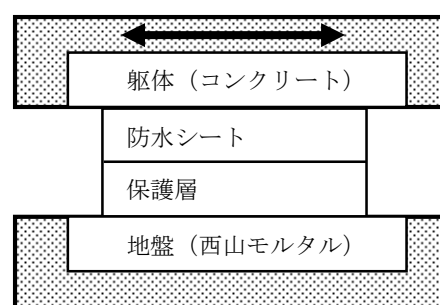 躯体（コンクリート）
防水シート
保護層
地盤（西山モルタル）